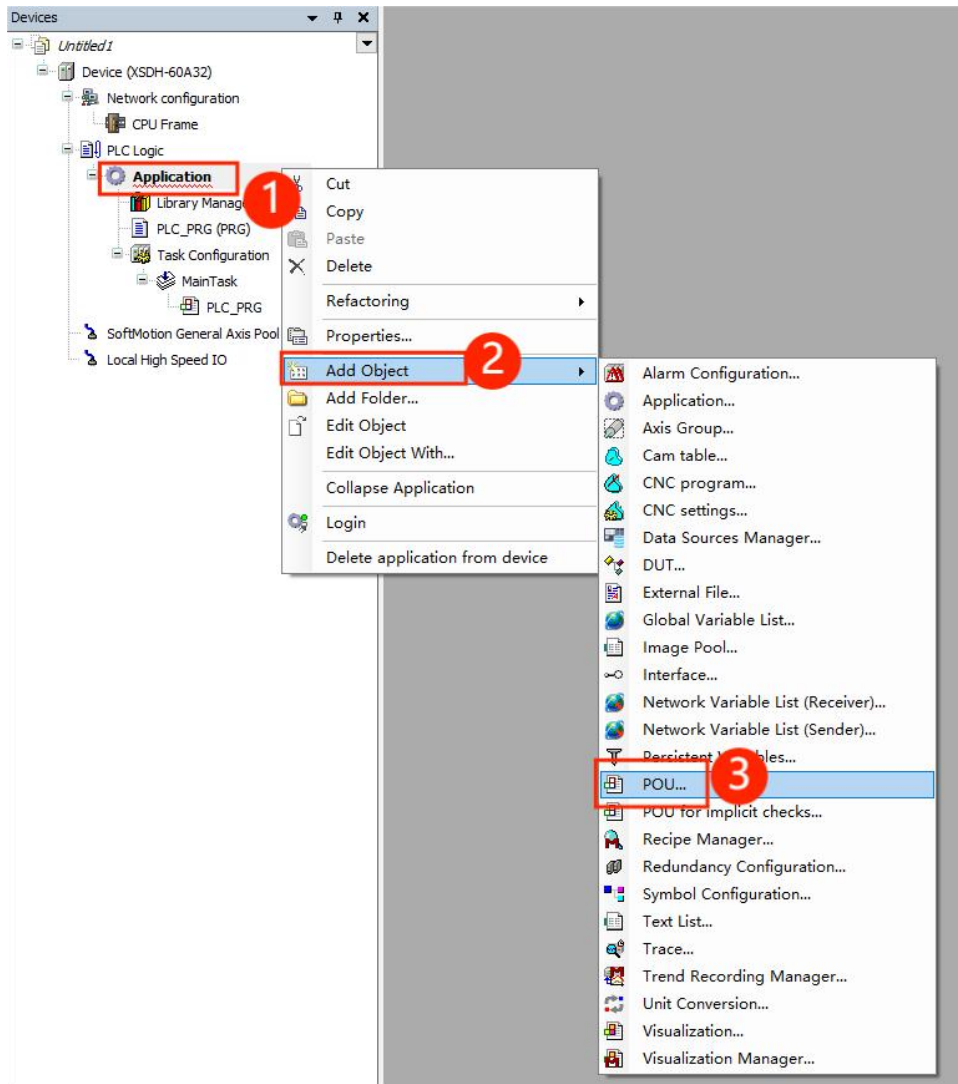 Devices
Untitled1
Device (XSDH-60A32)
Network configuration
CPU Frame
PLC Logic
Application
1
Library Manag
PLC_PRG (PRG)
Task Configuration
MainTask
PLC_PRG
SoftMotion General Axis Pool
Local High Speed IO
Cut
Copy
Paste
Delete
Refactoring
Properties...
2
Add Object
Add Folder...
Edit Object
Edit Object With...
Collapse Application
Login
Delete application from device
Alarm Configuration...
Application...
Axis Group...
Cam table...
CNC program...
CNC settings...
Data Sources Manager...
DUT...
External File...
Global Variable List...
Image Pool...
Interface...
Network Variable List (Receiver)...
Network Variable List (Sender)...
Persistent V bles...
3
POU...
POU for implicit checks...
Recipe Manager...
Redundancy Configuration...
Symbol Configuration...
Text List...
Trace...
Trend Recording Manager...
Unit Conversion...
Visualization...
Visualization Manager...